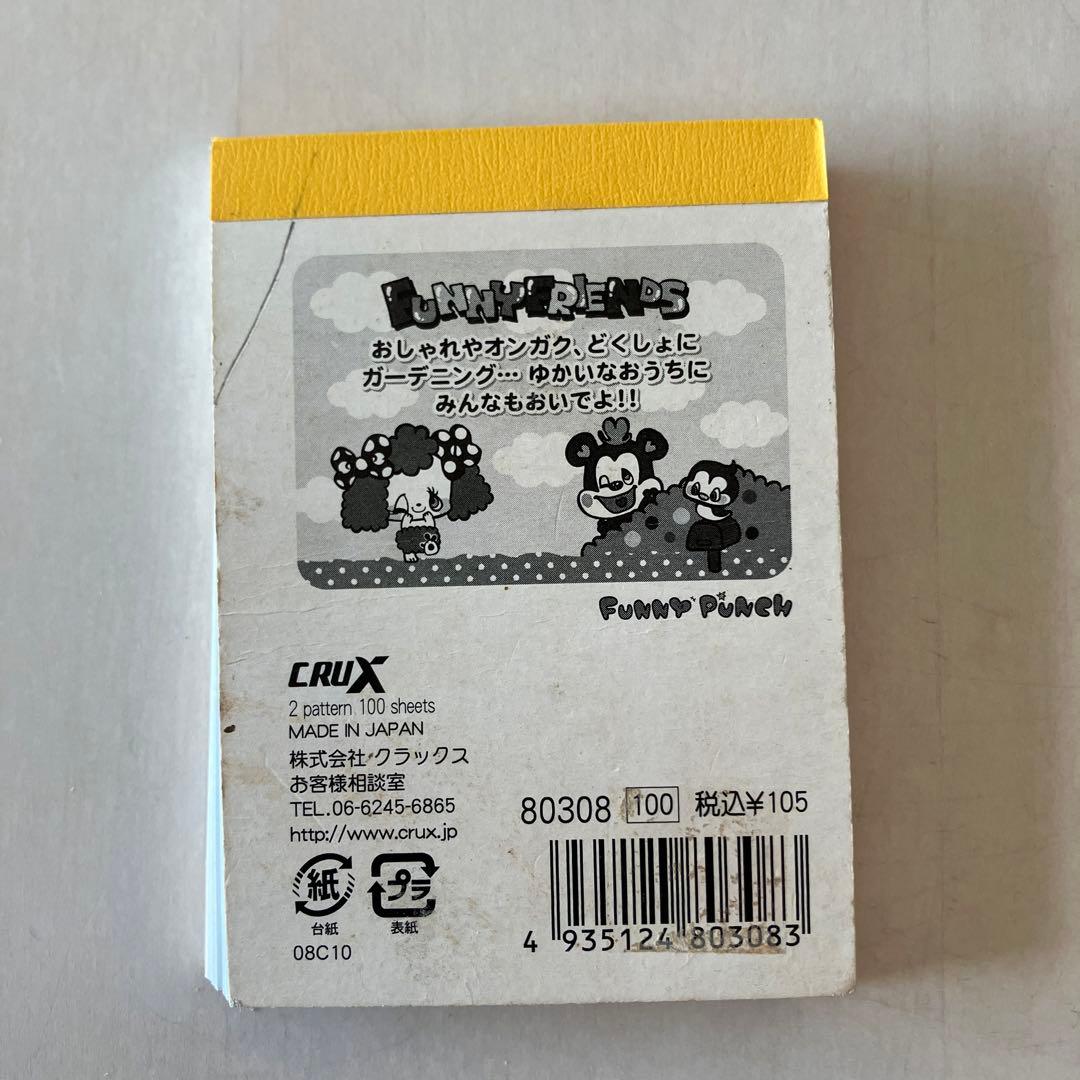 FUNNY FRIENDS
おしゃれやオンガク、どくしょに
ガーデニング… ゆかいなおうちに
みんなもおいでよ!!
FUNNY PUNCH
CRUX
2 pattern 100 sheets
MADE IN JAPAN
株式会社 クラックス
お客様相談室
TEL.06-6245-6865
http://www.crux.jp
80308 100 税込¥105
紙 プラ
台紙 表紙
08C10
4 935124 803083